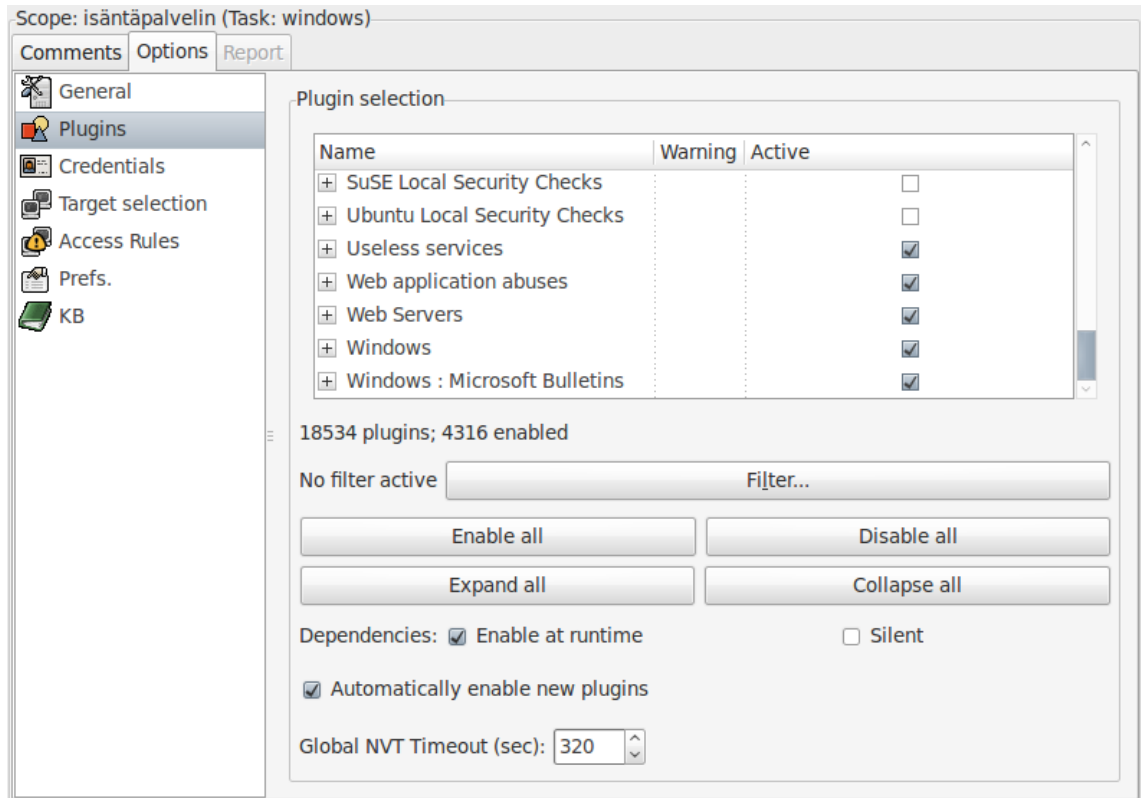 Scope: isäntäpalvelin (Task: windows)
Comments Options Report
General
Plugins
Credentials
Target selection
Access Rules
Prefs.
KB
Plugin selection
Name Warning Active
SuSE Local Security Checks
Ubuntu Local Security Checks
Useless services
Web application abuses
Web Servers
Windows
Windows : Microsoft Bulletins
18534 plugins; 4316 enabled
No filter active Filter...
Enable all Disable all
Expand all Collapse all
Dependencies: Enable at runtime Silent
Automatically enable new plugins
Global NVT Timeout (sec): 320